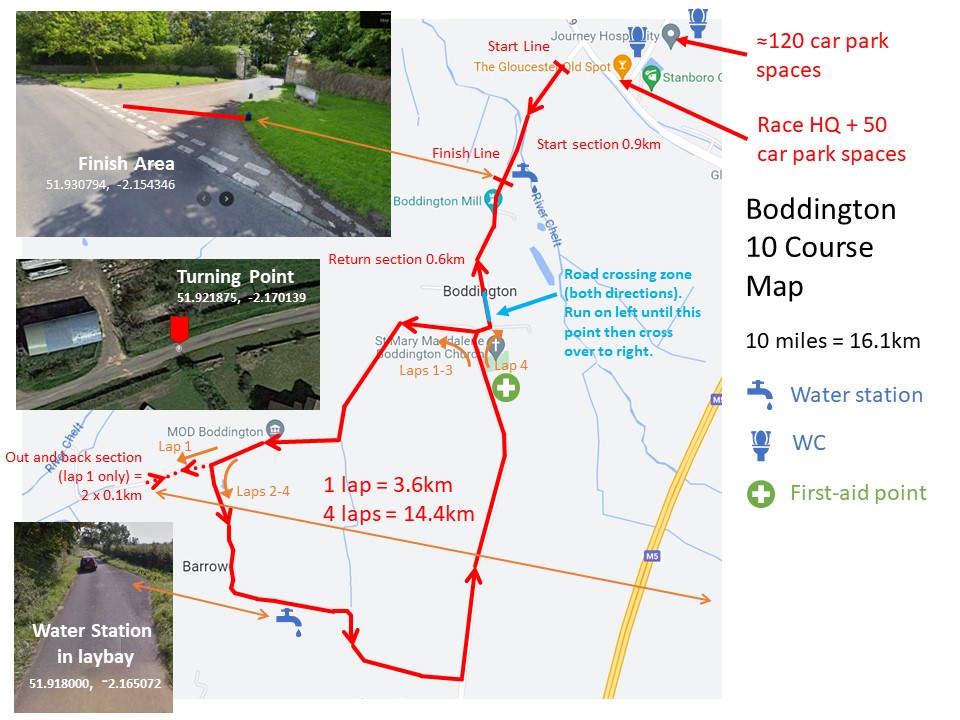 Finish Area
51.930794, -2.154346
Turning Point
51.921875, -2.170139
Water Station
in laybay
51.918000, -2.165072
Journey Hospitality
Start Line
The Gloucester Old Spot
Stanboro C
Start section 0.9km
Gl
Finish Line
Boddington Mill
River Chelt
Return section 0.6km
Boddington
Road crossing zone
(both directions).
Run on left until this
point then cross
over to right.
St Mary Magdalene
Boddington Church
Laps 1-3
Lap 4
MOD Boddington
River Chelt
Lap 1
Out and back section
(lap 1 only) =
2 x 0.1km
Laps 2-4
1 lap = 3.6km
4 laps = 14.4km
Barrow
M5
M5
≈120 car park
spaces
Race HQ + 50
car park spaces
Boddington
10 Course
Map
10 miles = 16.1km
Water station
WC
First-aid point